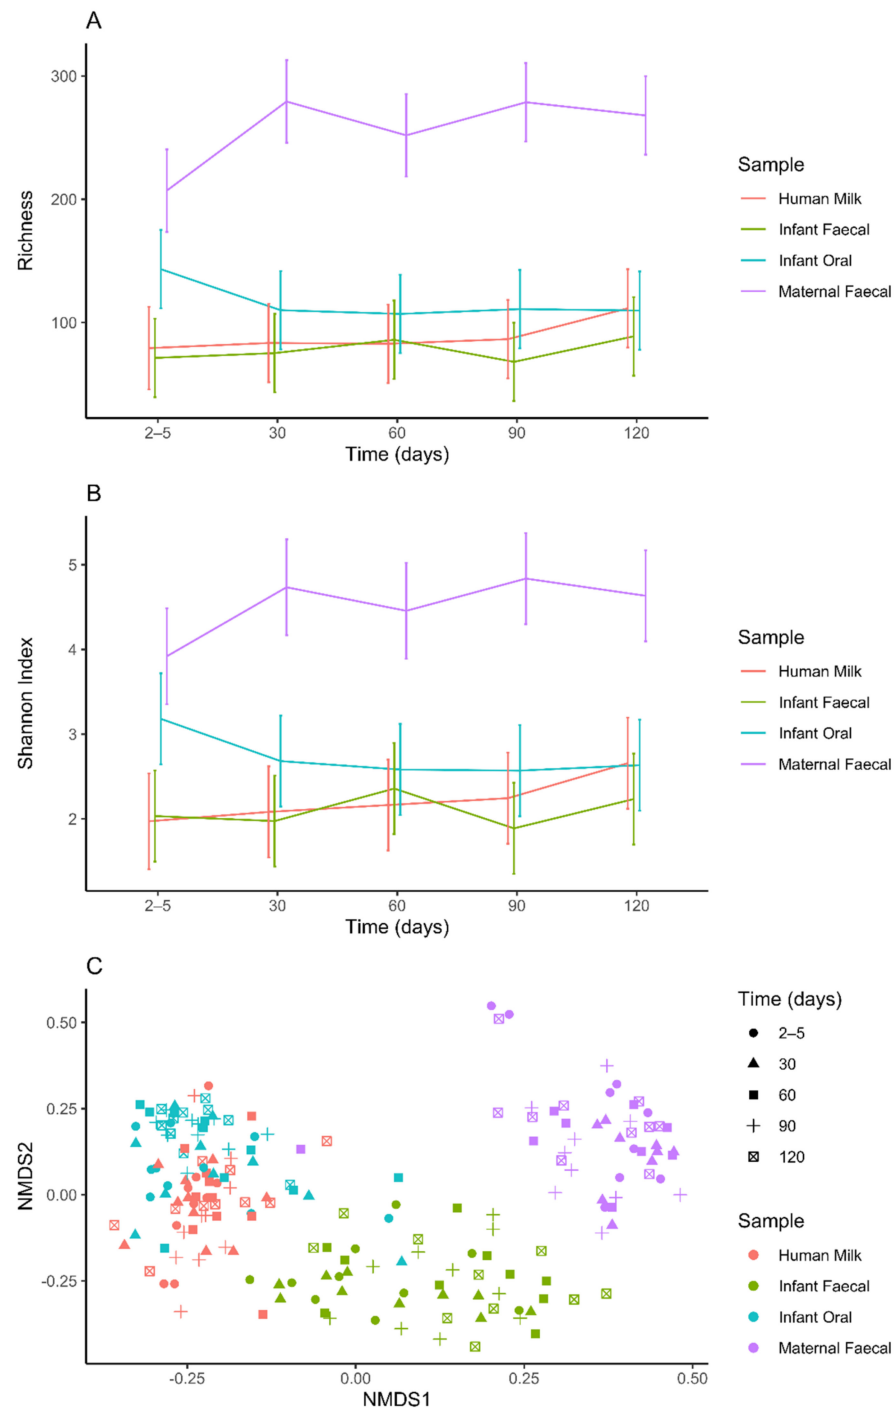 A
300
200
100
Richness
2–5
30
60
90
120
Time (days)
Sample
Human Milk
Infant Faecal
Infant Oral
Maternal Faecal
B
5
4
3
2
Shannon Index
2–5
30
60
90
120
Time (days)
Sample
Human Milk
Infant Faecal
Infant Oral
Maternal Faecal
C
0.50
0.25
0.00
-0.25
NMDS2
-0.25
0.00
0.25
0.50
NMDS1
Time (days)
2–5
30
60
90
120
Sample
Human Milk
Infant Faecal
Infant Oral
Maternal Faecal